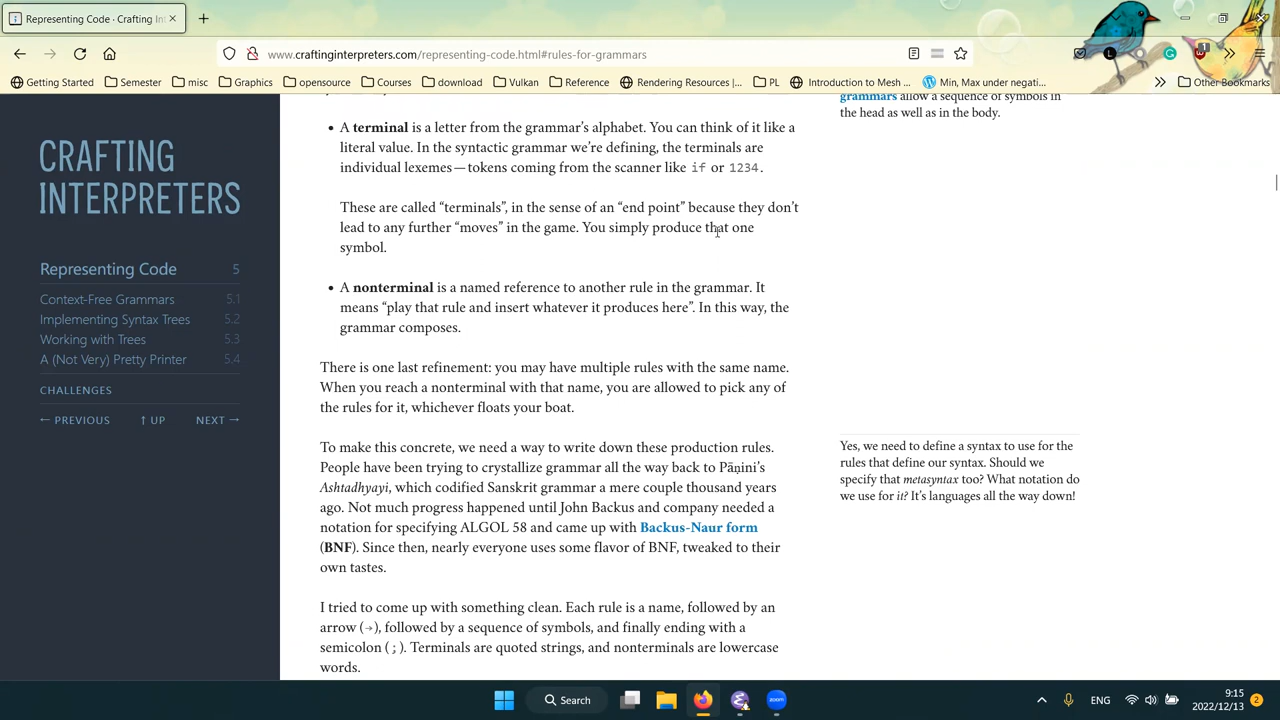 Representing Code · Crafting In
www.craftinginterpreters.com/representing-code.html#rules-for-grammars
Getting Started
Semester
misc
Graphics
opensource
Courses
download
Vulkan
Reference
Rendering Resources |...
PL
Introduction to Mesh ...
Min, Max under negati...
Other Bookmarks
CRAFTING
INTERPRETERS
Representing Code 5
Context-Free Grammars 5.1
Implementing Syntax Trees 5.2
Working with Trees 5.3
A (Not Very) Pretty Printer 5.4
CHALLENGES
← PREVIOUS ↑ UP NEXT →
• A terminal is a letter from the grammar’s alphabet. You can think of it like a
literal value. In the syntactic grammar we’re defining, the terminals are
individual lexemes—tokens coming from the scanner like if or 1234.
These are called “terminals”, in the sense of an “end point” because they don’t
lead to any further “moves” in the game. You simply produce that one
symbol.
• A nonterminal is a named reference to another rule in the grammar. It
means “play that rule and insert whatever it produces here”. In this way, the
grammar composes.
There is one last refinement: you may have multiple rules with the same name.
When you reach a nonterminal with that name, you are allowed to pick any of
the rules for it, whichever floats your boat.
To make this concrete, we need a way to write down these production rules.
People have been trying to crystallize grammar all the way back to Pāṇini’s
Ashtadhyayi, which codified Sanskrit grammar a mere couple thousand years
ago. Not much progress happened until John Backus and company needed a
notation for specifying ALGOL 58 and came up with Backus-Naur form
(BNF). Since then, nearly everyone uses some flavor of BNF, tweaked to their
own tastes.
I tried to come up with something clean. Each rule is a name, followed by an
arrow (→), followed by a sequence of symbols, and finally ending with a
semicolon (;). Terminals are quoted strings, and nonterminals are lowercase
words.
grammars allow a sequence of symbols in
the head as well as in the body.
Yes, we need to define a syntax to use for the
rules that define our syntax. Should we
specify that metasyntax too? What notation do
we use for it? It’s languages all the way down!
Search
zoom
ENG
9:15
2022/12/13
2